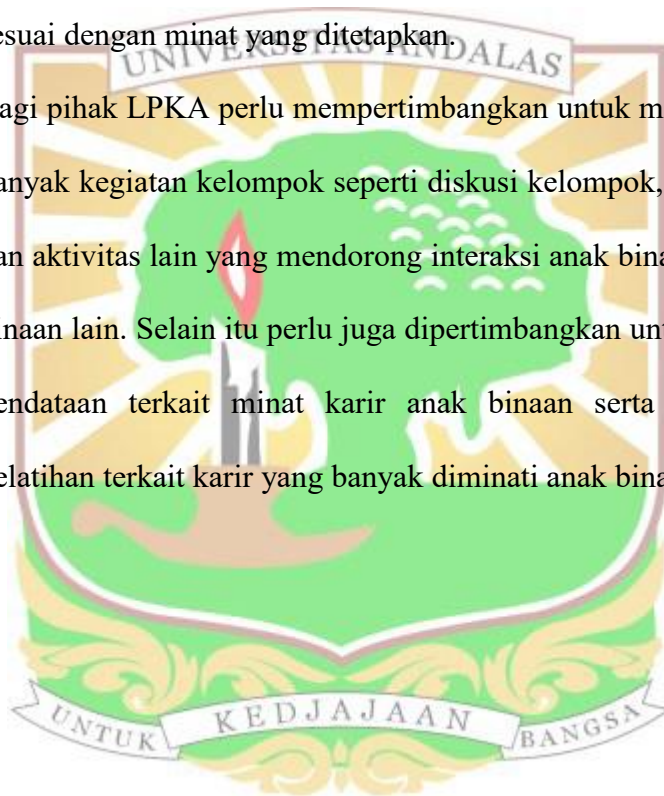 esuai dengan minat yang ditetapkan.
UNIVERSITAS ANDALAS
agi pihak LPKA perlu mempertimbangkan untuk m
anyak kegiatan kelompok seperti diskusi kelompok,
an aktivitas lain yang mendorong interaksi anak bina
inaan lain. Selain itu perlu juga dipertimbangkan unt
endataan terkait minat karir anak binaan serta
elatihan terkait karir yang banyak diminati anak bina
UNTUK KEDJAJAAN BANGSA